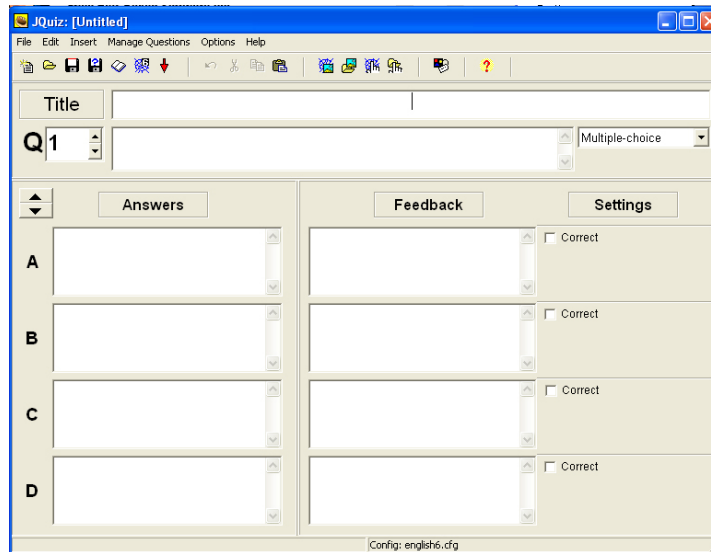 JQuiz: [Untitled]
File Edit Insert Manage Questions Options Help
?
Title
Q 1 Multiple-choice
Answers Feedback Settings
A Correct
B Correct
C Correct
D Correct
Config: english6.cfg